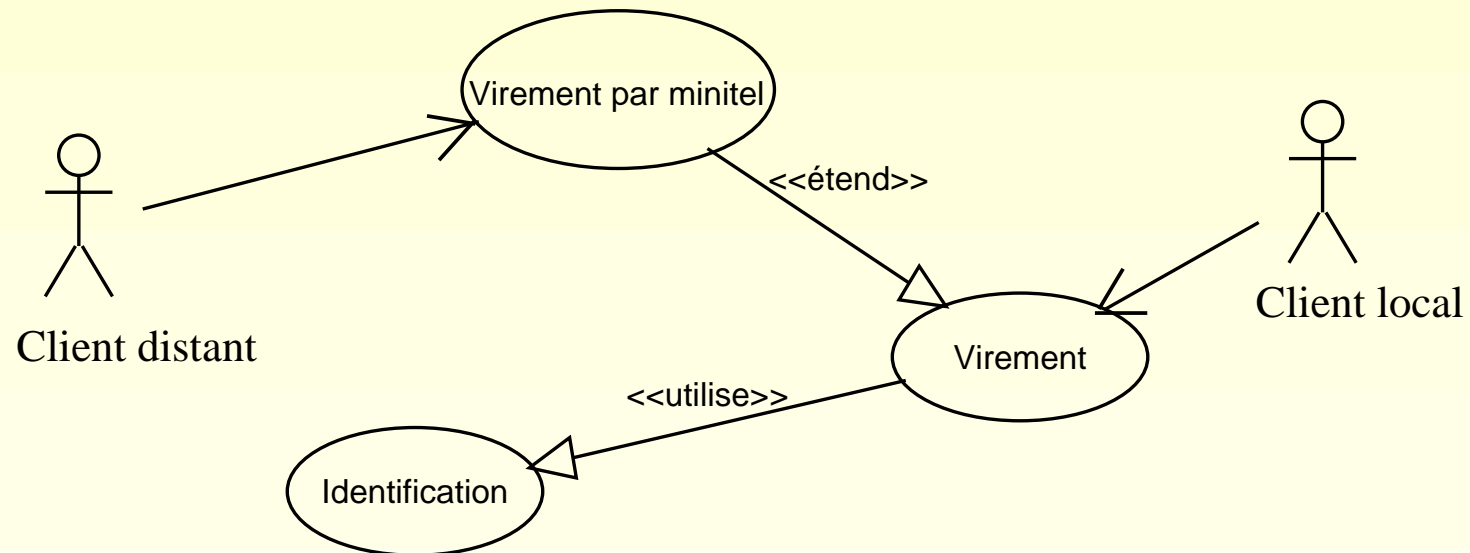 Virement par minitel
<<étend>>
Client local
Client distant
Virement
<<utilise>>
Identification